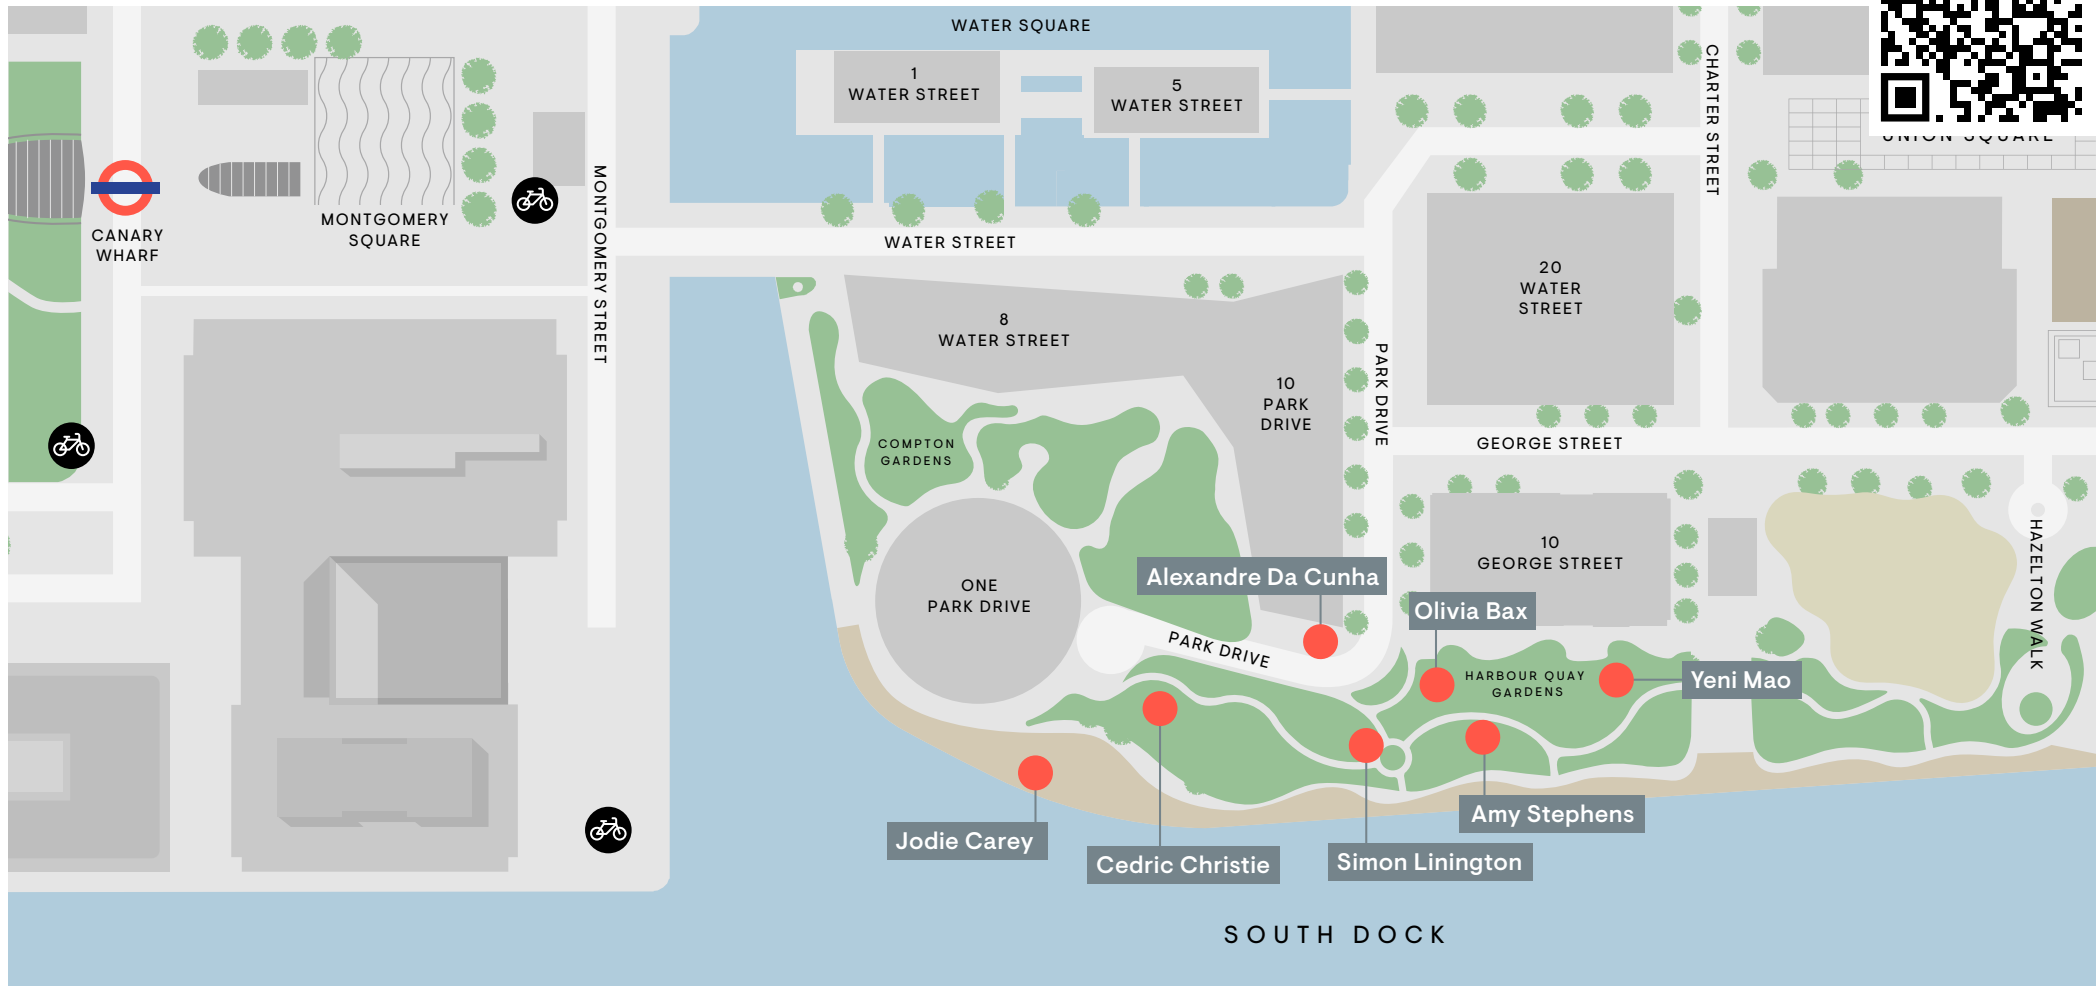 WATER SQUARE
1
WATER STREET
5
WATER STREET
CHARTER STREET
UNION SQUARE
CANARY
WHARF
MONTGOMERY
SQUARE
MONTGOMERY STREET
WATER STREET
20
WATER
STREET
8
WATER STREET
10
PARK
DRIVE
PARK DRIVE
GEORGE STREET
COMPTON
GARDENS
10
GEORGE STREET
HAZELTON WALK
ONE
PARK DRIVE
Alexandre Da Cunha
Olivia Bax
PARK DRIVE
HARBOUR QUAY
GARDENS
Yeni Mao
Jodie Carey
Cedric Christie
Simon Linington
Amy Stephens
SOUTH DOCK